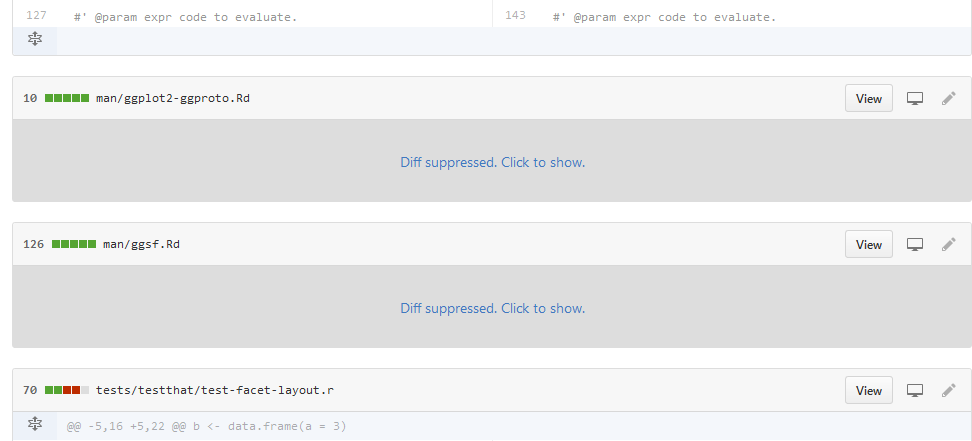 127 #' @param expr code to evaluate. 143 #' @param expr code to evaluate.
10 man/ggplot2-ggproto.Rd View
Diff suppressed. Click to show.
126 man/ggsf.Rd View
Diff suppressed. Click to show.
70 tests/testthat/test-facet-layout.r View
@@ -5,16 +5,22 @@ b <- data.frame(a = 3)